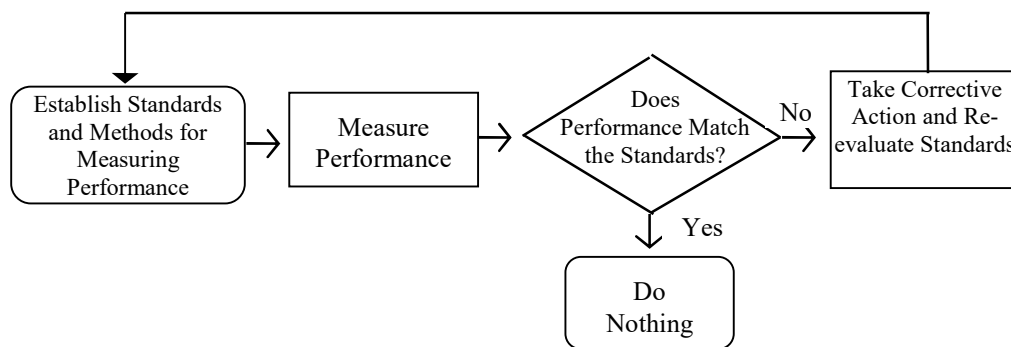 Establish Standards
and Methods for
Measuring
Performance
Measure
Performance
Does
Performance Match
the Standards?
No
Take Corrective
Action and Re-
evaluate Standards
Yes
Do
Nothing